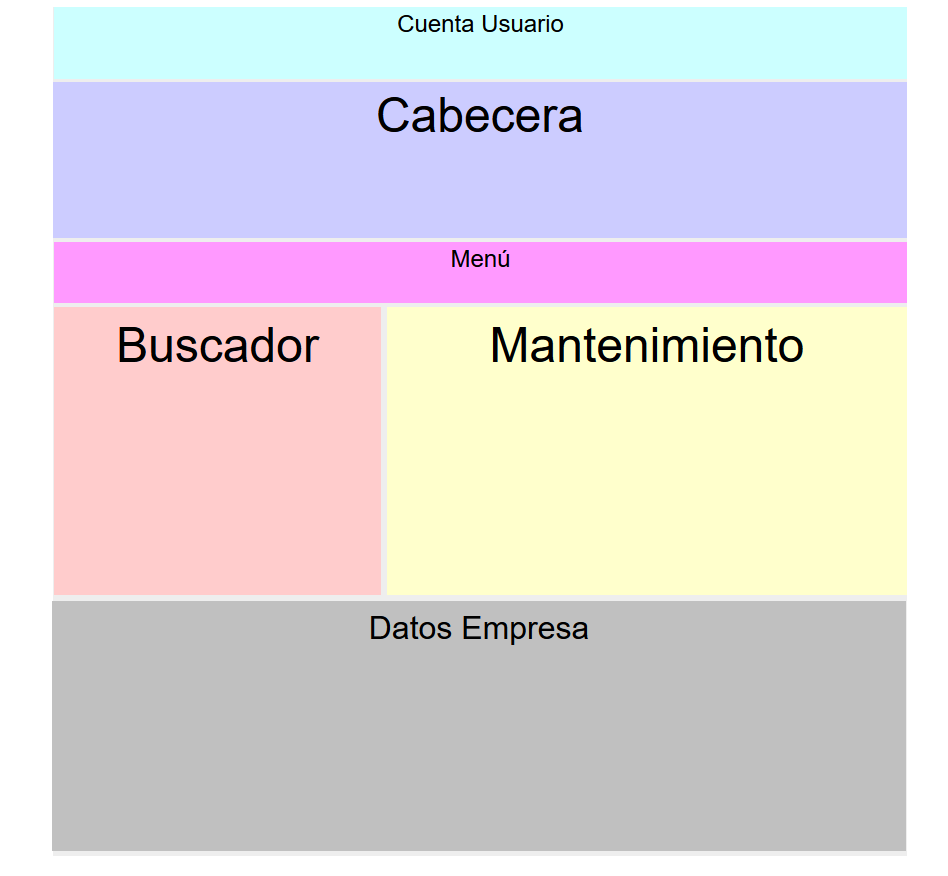 Cuenta Usuario
Cabecera
Menú
Buscador
Mantenimiento
Datos Empresa